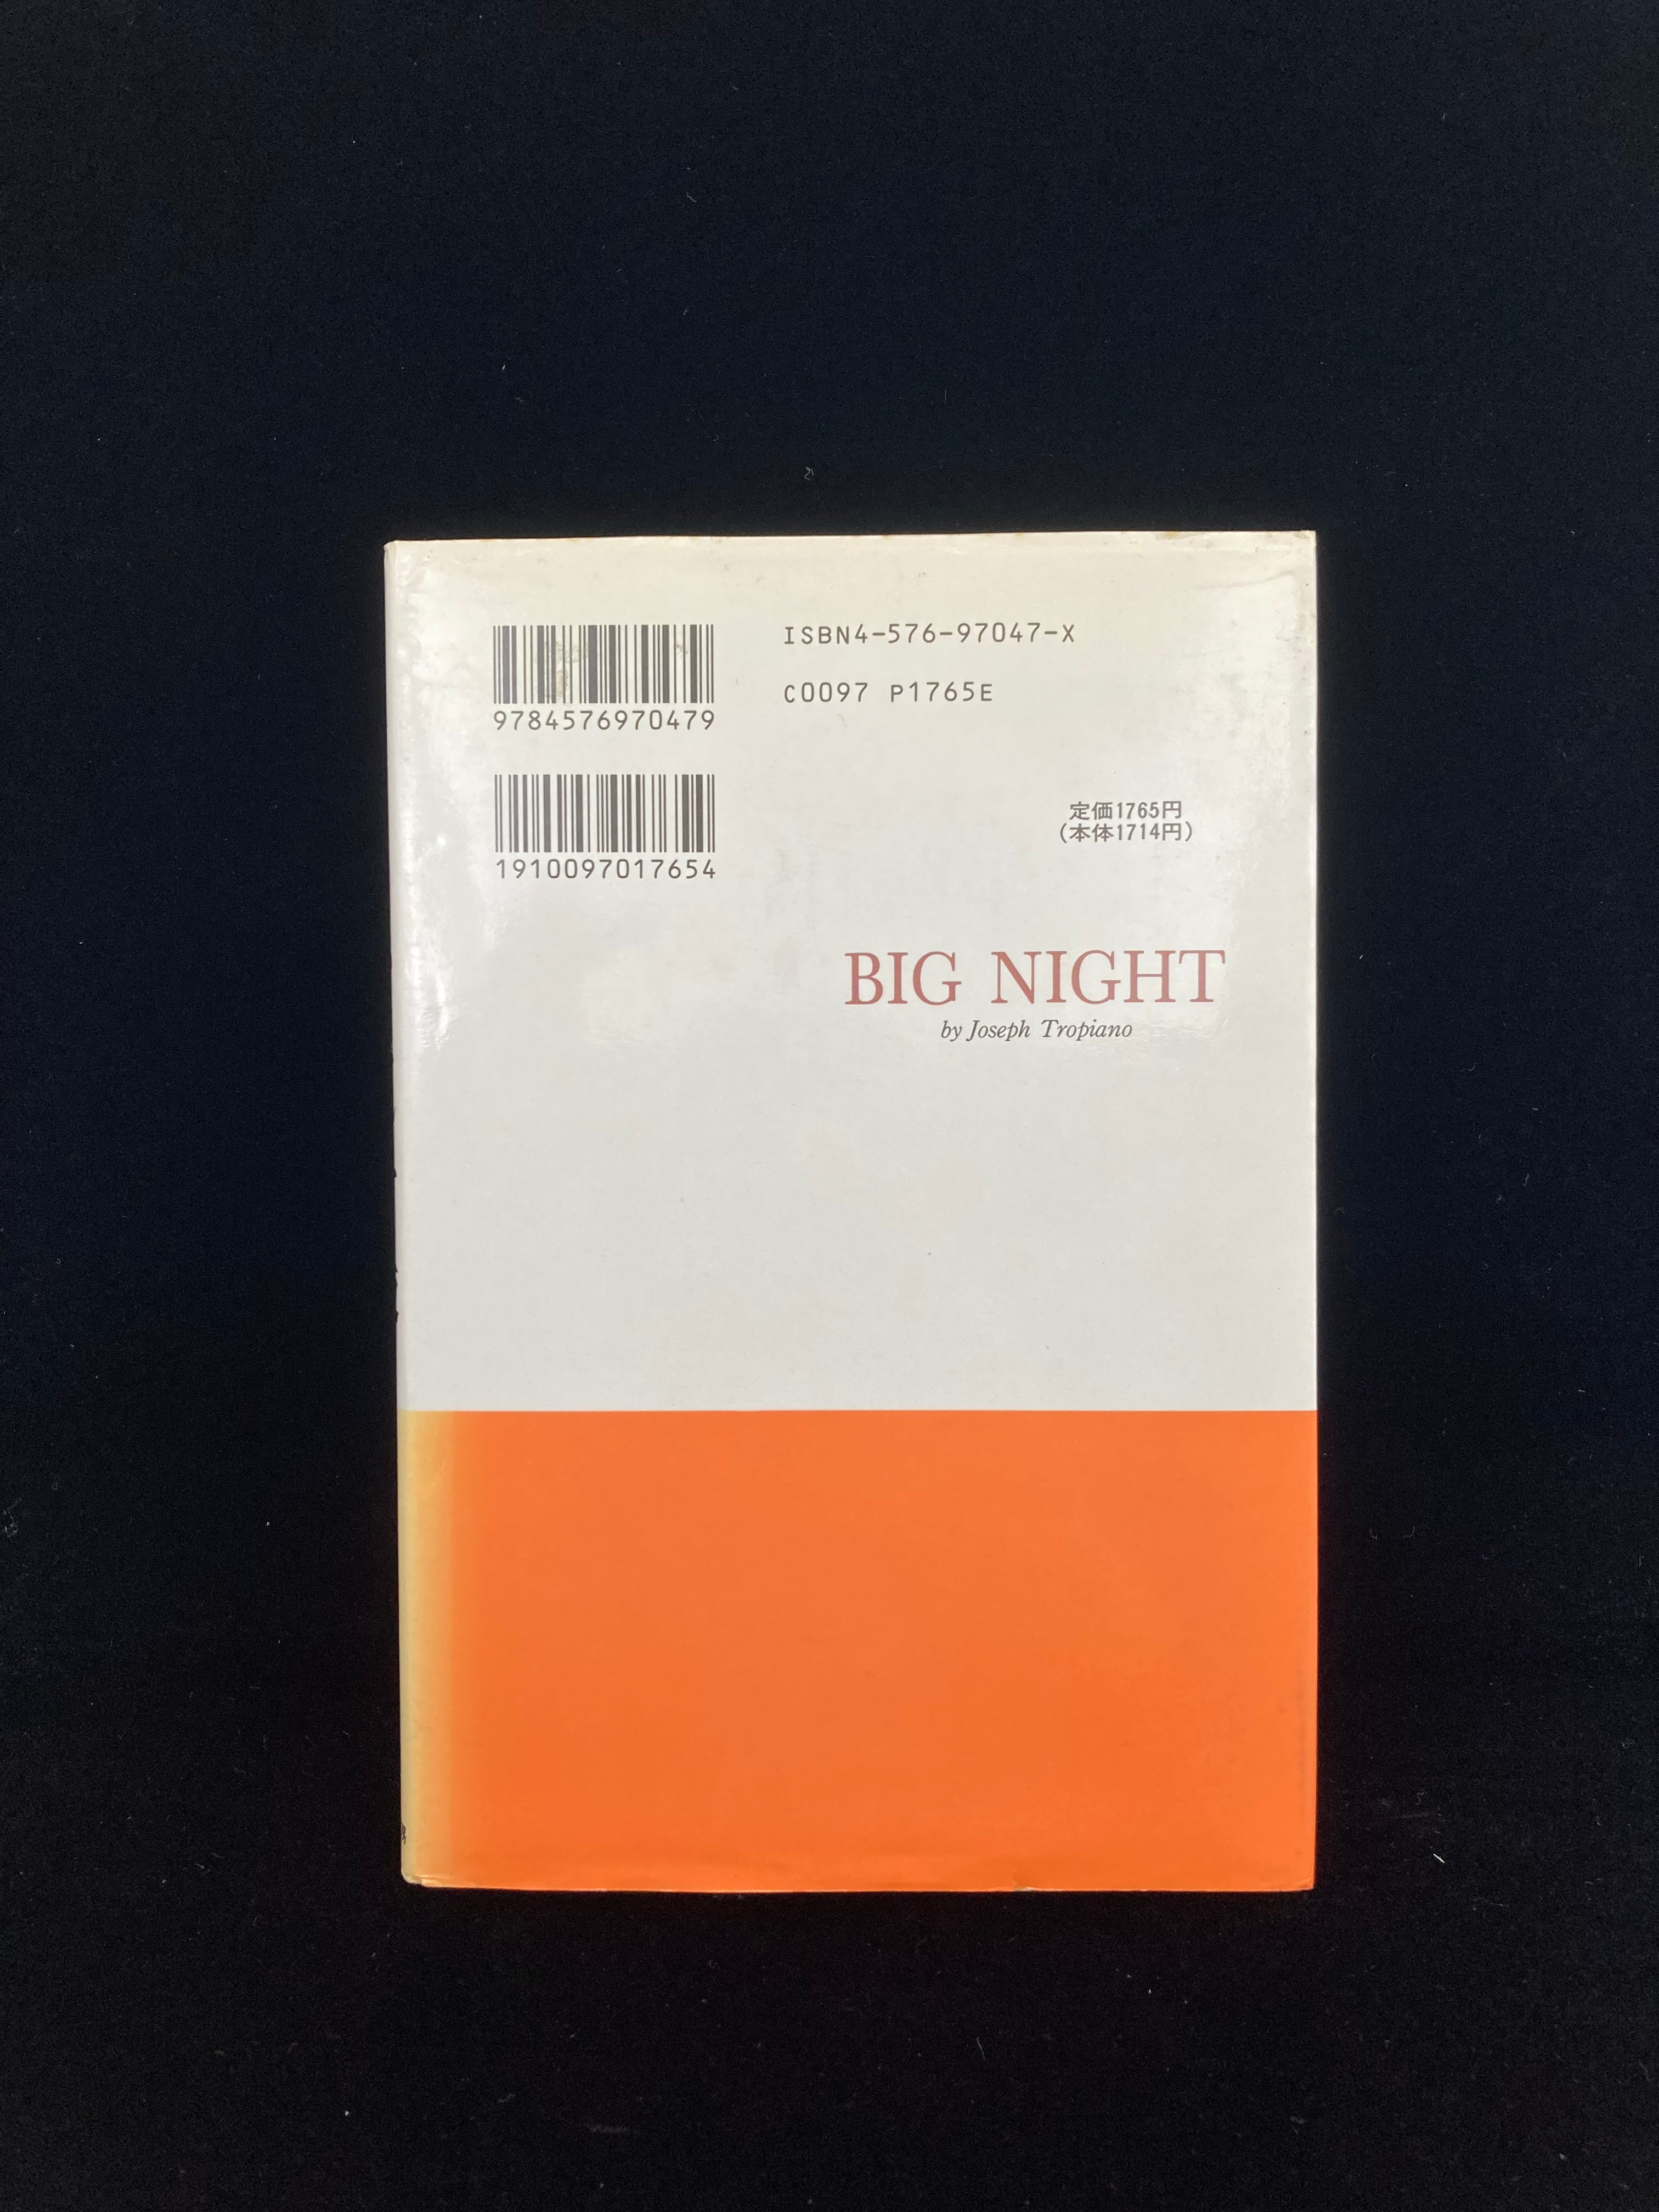 ISBN4-576-97047-X
C0097 P1765E
9784576970479
1910097017654
定価1765円
(本体1714円)
BIG NIGHT
by Joseph Tropiano